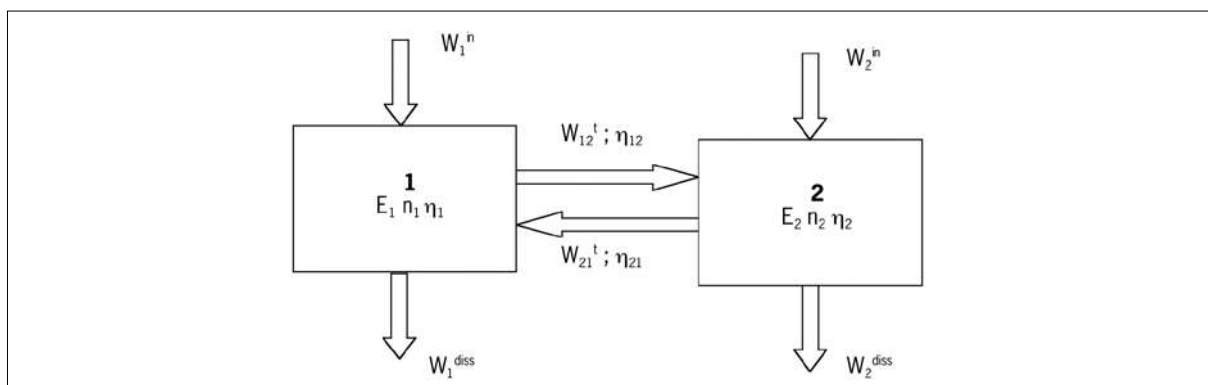 W₁ⁱⁿ
W₂ⁱⁿ
W₁₂ᵗ ; η₁₂
1
E₁ n₁ η₁
2
E₂ n₂ η₂
W₂₁ᵗ ; η₂₁
W₁ᵈⁱˢˢ
W₂ᵈⁱˢˢ